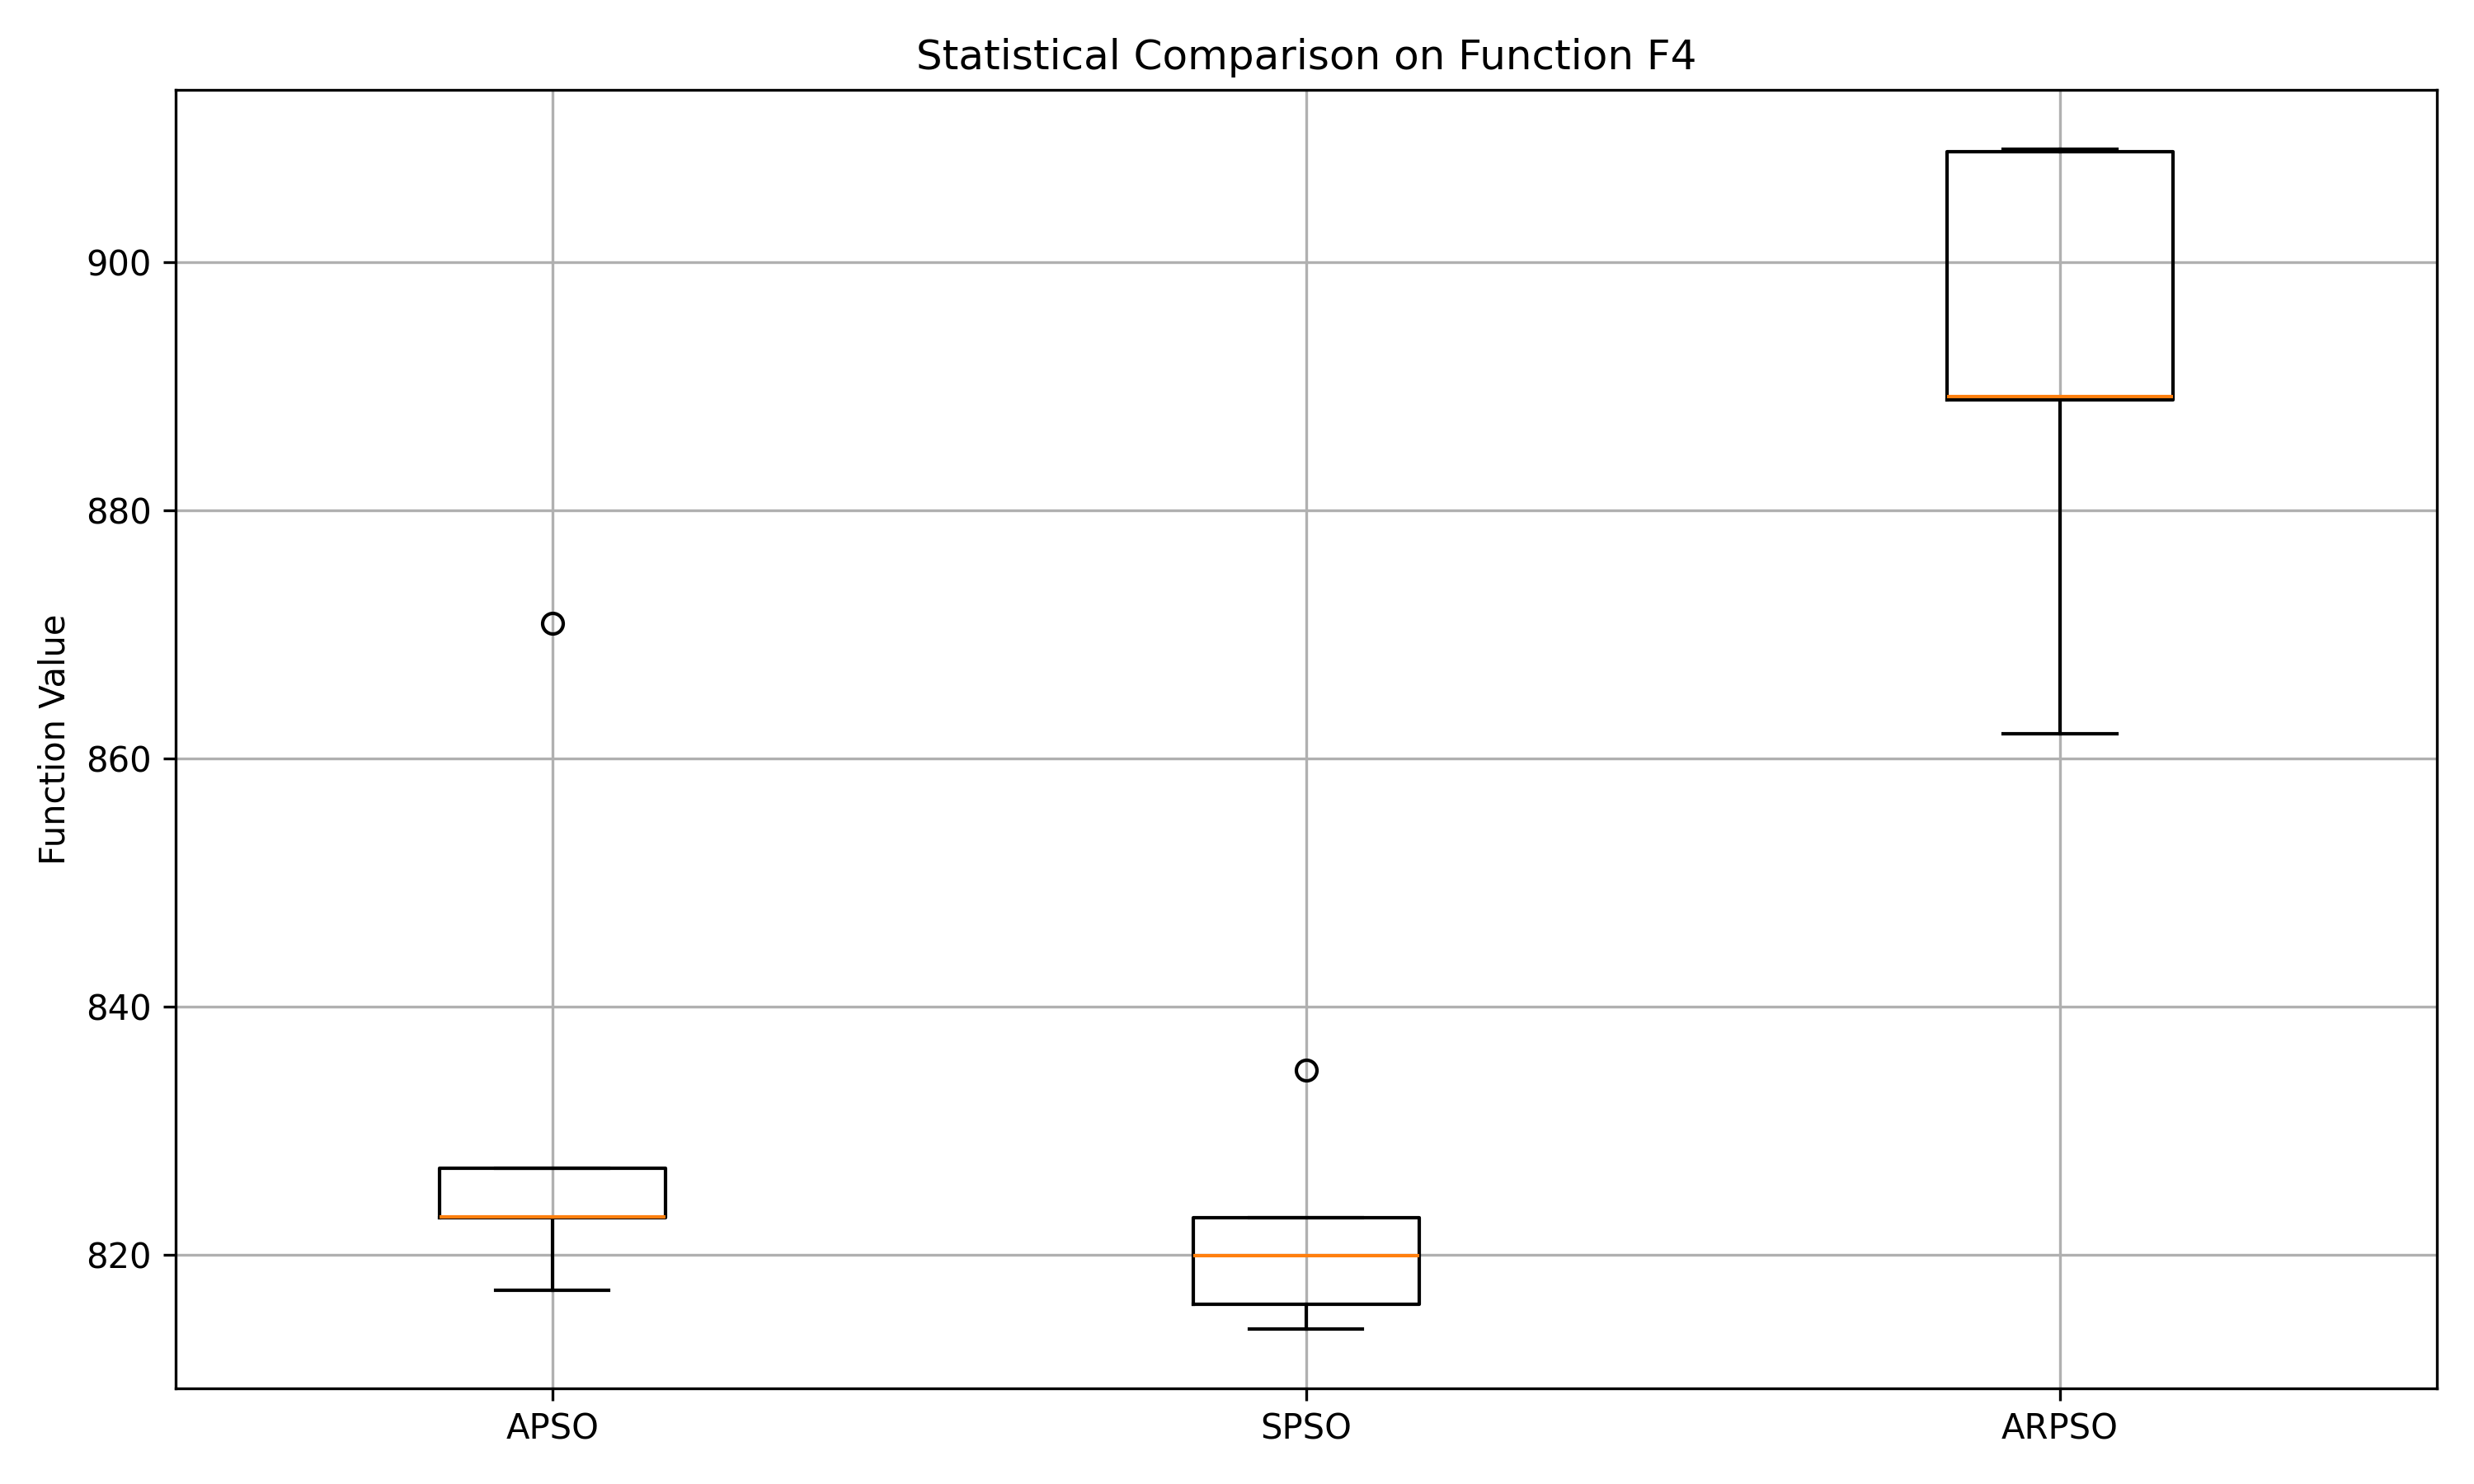 Statistical Comparison on Function F4
Function Value
900
880
860
840
820
APSO SPSO ARPSO